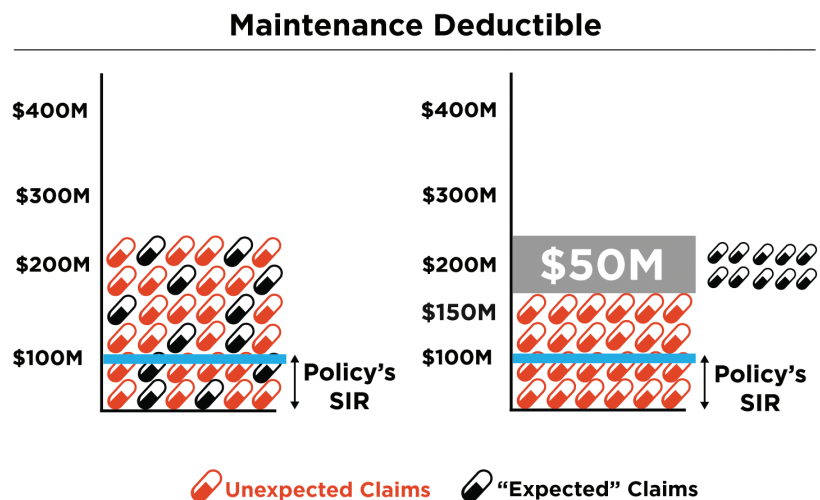 Maintenance Deductible
$400M
$300M
$200M
$100M
Policy's
SIR
$400M
$300M
$200M
$150M
$100M
$50M
Policy's
SIR
Unexpected Claims
"Expected" Claims